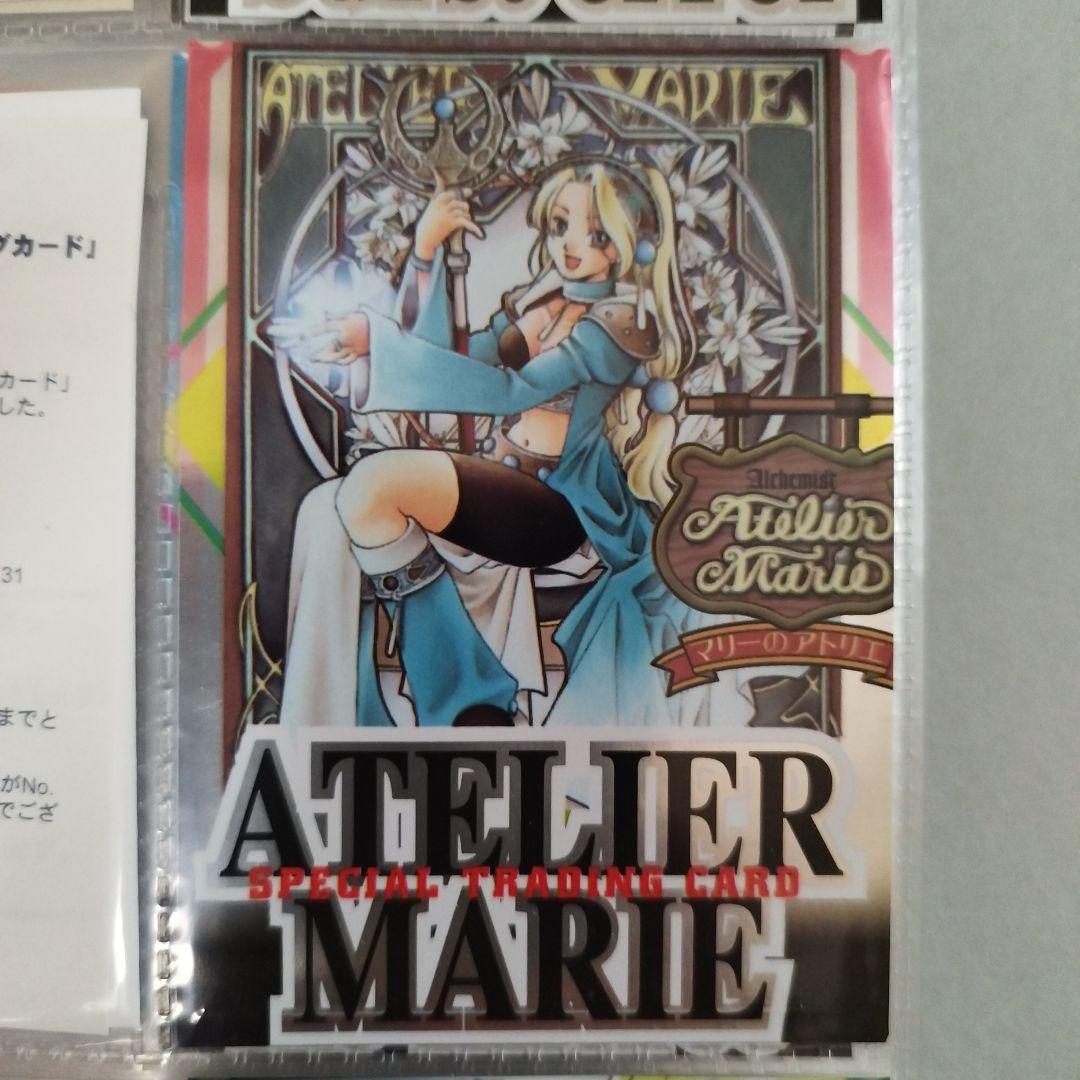 グカード」
カード」
した。
31
までと
がNo.
でござ
ATELIER MARIE
Alchemist
Atelier
Marie
マリーのアトリエ
ATELIER
SPECIAL TRADING CARD
MARIE